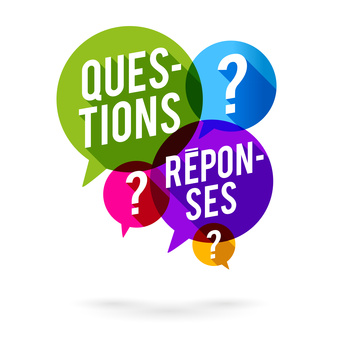 QUES-
TIONS
?
RÉPON-
SES
?
?